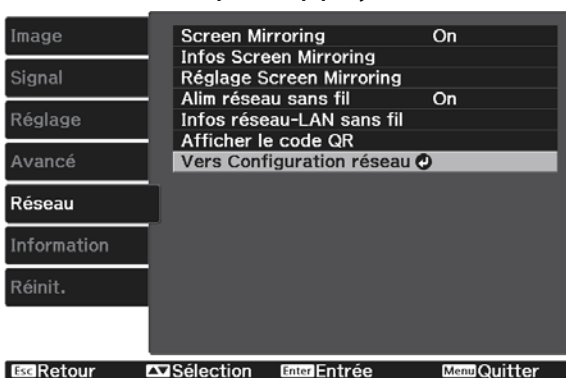 Image
Signal
Réglage
Avancé
Réseau
Information
Réinit.
Screen Mirroring On
Infos Screen Mirroring
Réglage Screen Mirroring
Alim réseau sans fil On
Infos réseau-LAN sans fil
Afficher le code QR
Vers Configuration réseau
Esc Retour Sélection Enter Entrée Menu Quitter